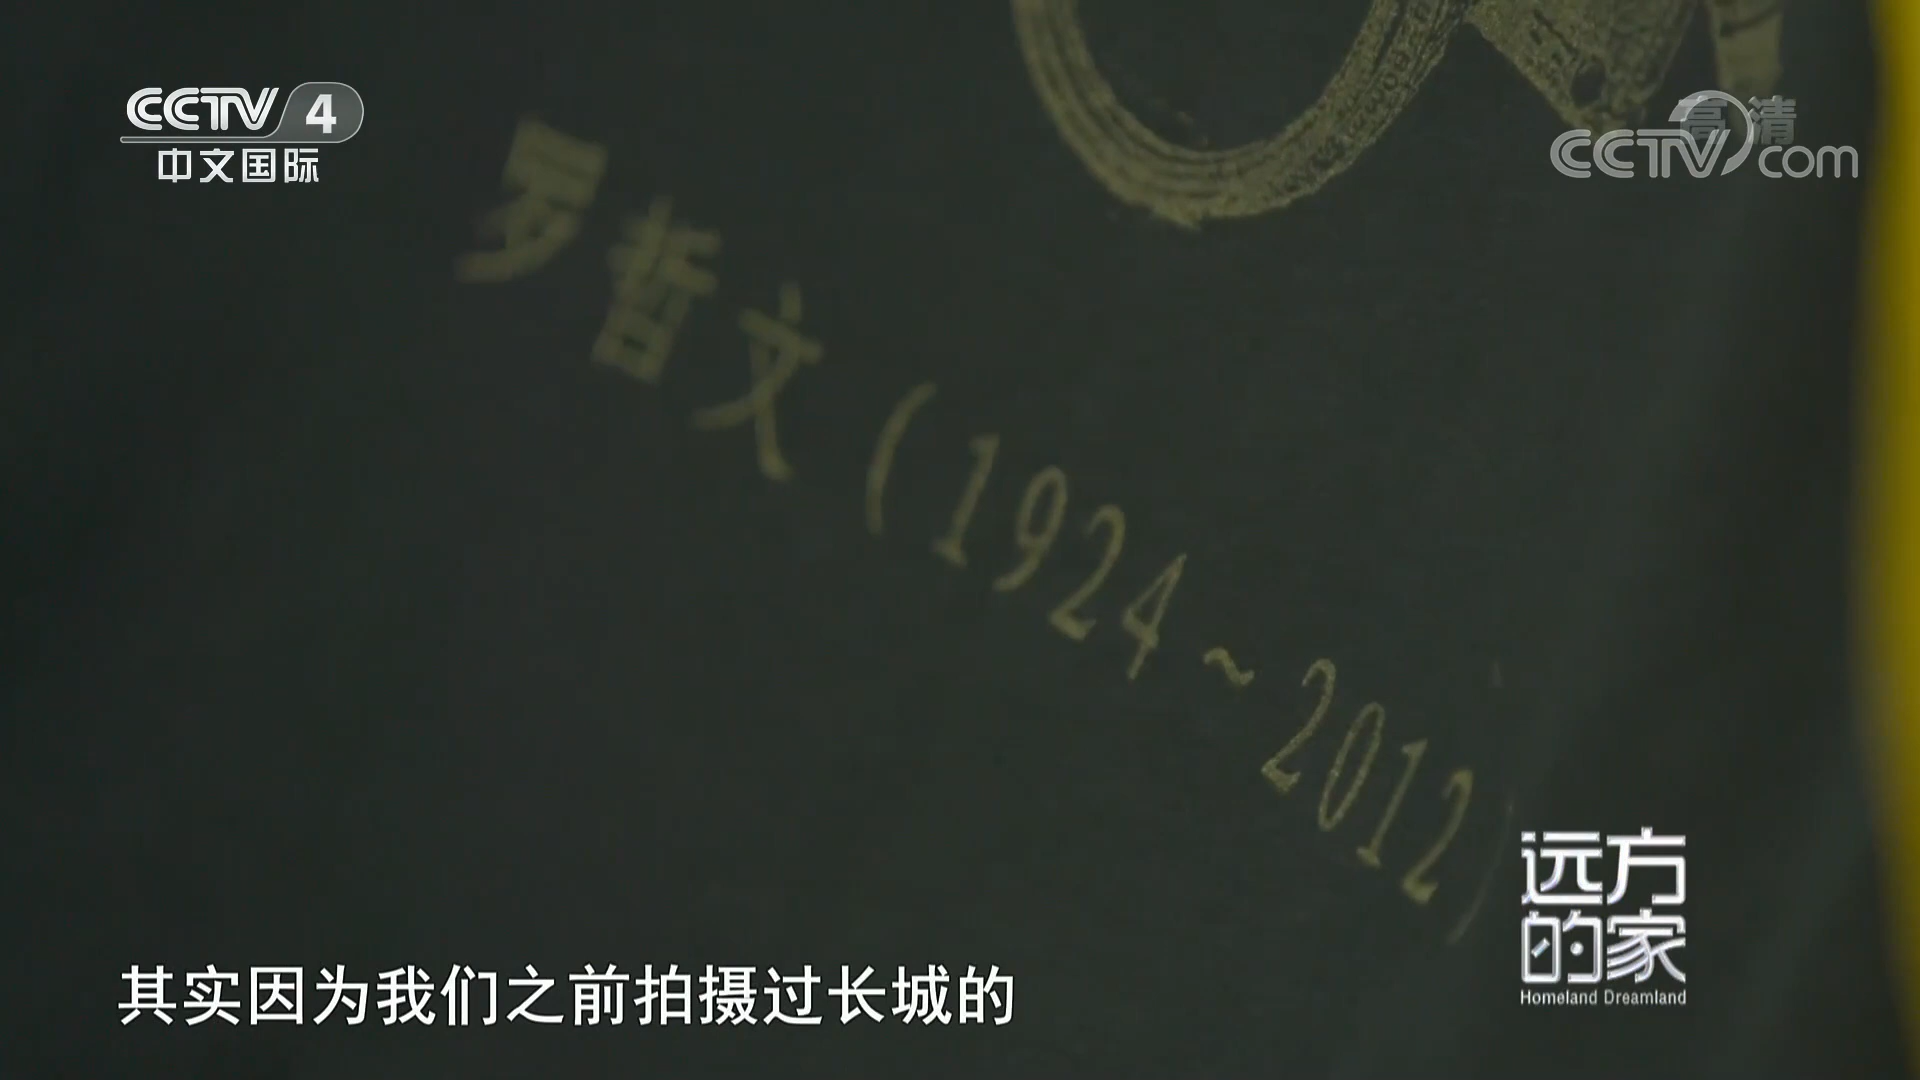 CCTV 4
中文国际
高清
CCTV.com
罗哲文（1924～2012）
远方
的家
Homeland Dreamland
其实因为我们之前拍摄过长城的